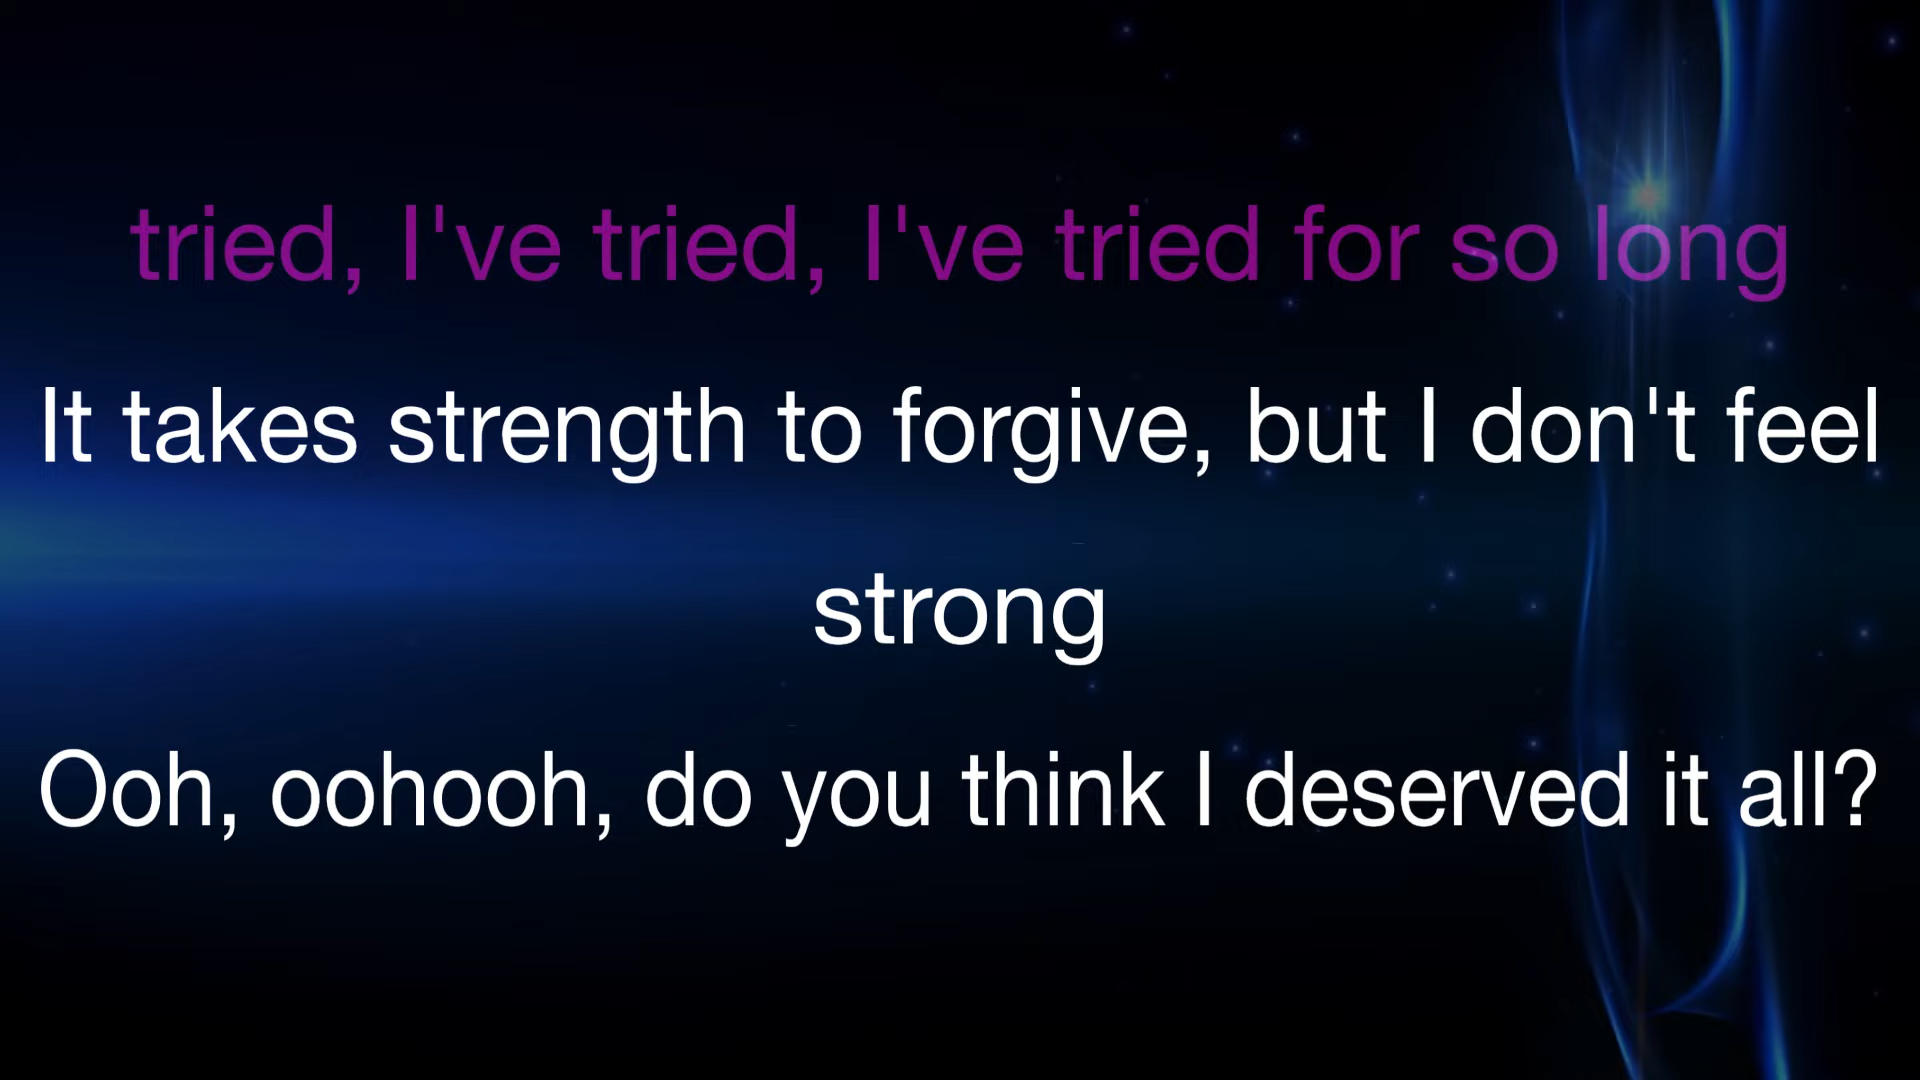 tried, I've tried, I've tried for so long
It takes strength to forgive, but I don't feel
strong
Ooh, oohooh, do you think I deserved it all?